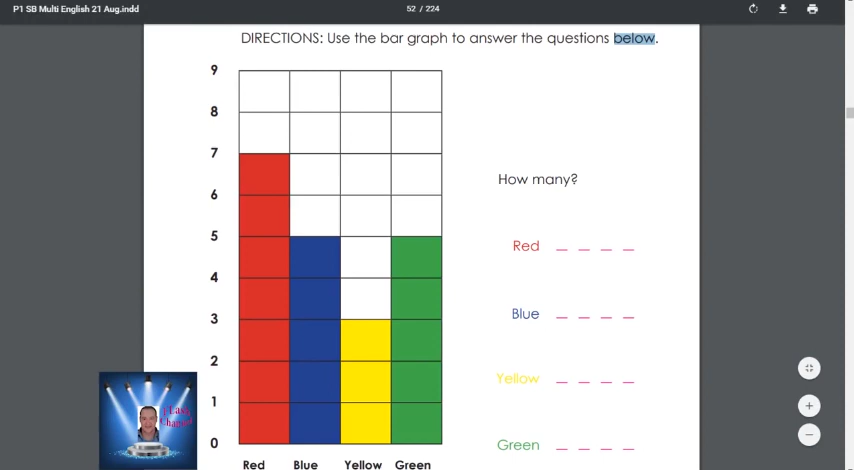 P1 SB Multi English 21 Aug.indd
52 / 224
DIRECTIONS: Use the bar graph to answer the questions below.
9
8
7
6
5
4
3
2
1
0
Red Blue Yellow Green
How many?
Red _ _ _ _
Blue _ _ _ _
Yellow _ _ _ _
Green _ _ _ _